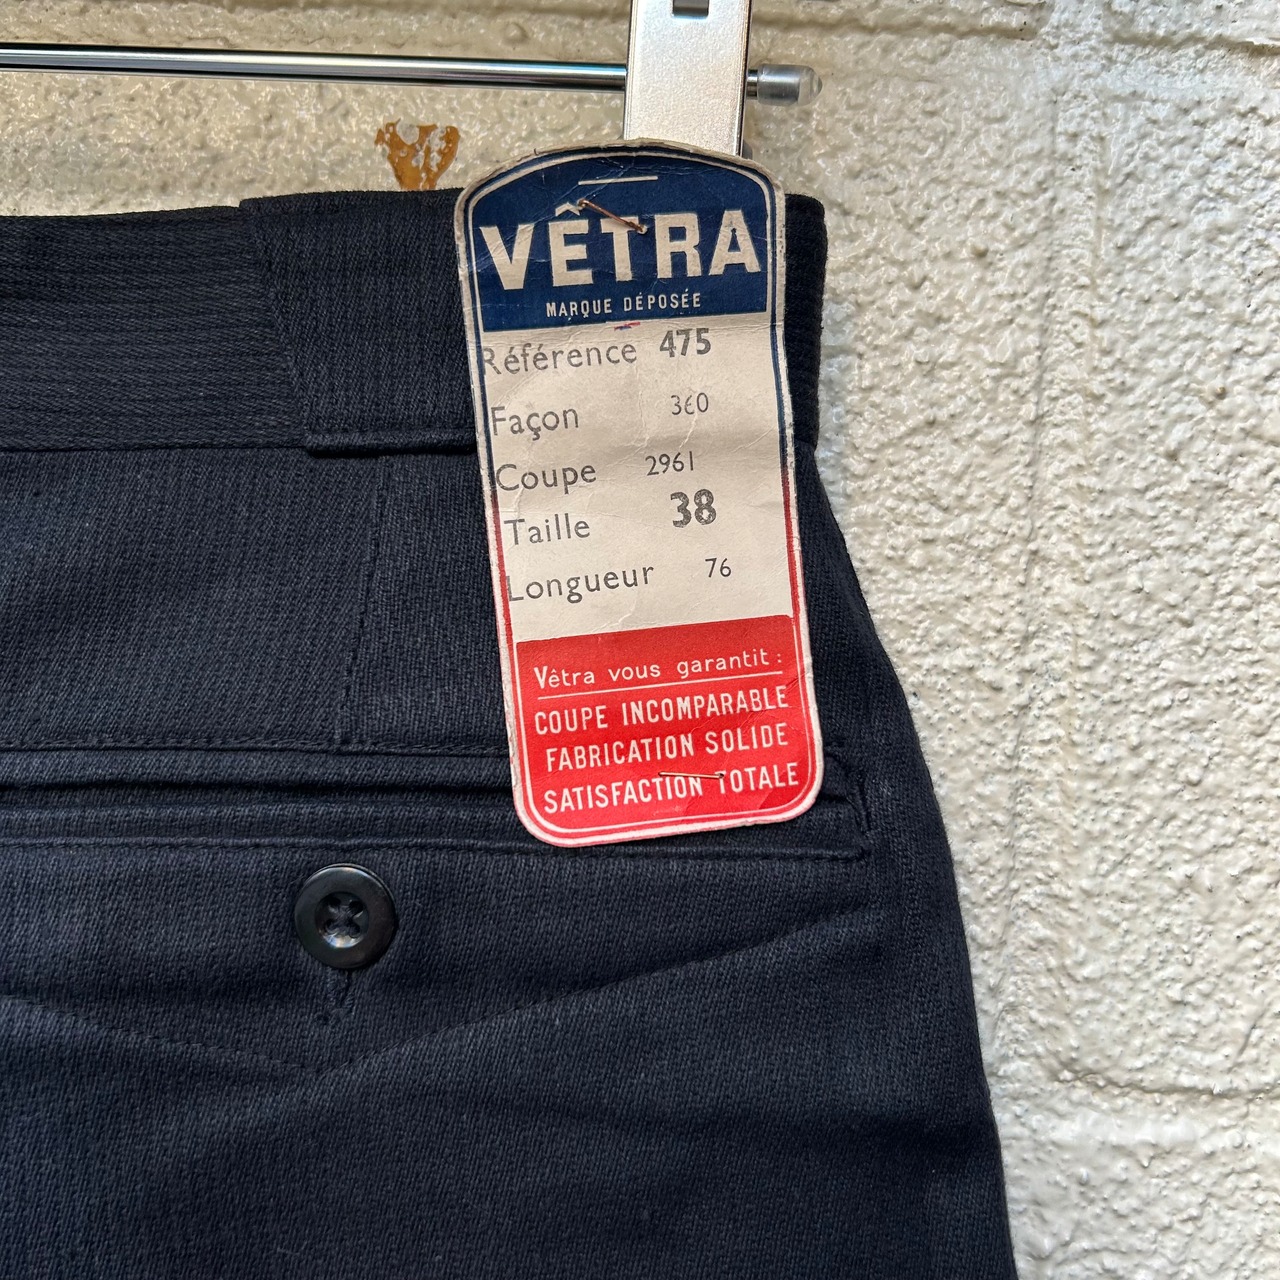 VÊTRA
MARQUE DÉPOSÉE
Référence 475
Façon 360
Coupe 2961
Taille 38
Longueur 76
Vêtra vous garantit :
COUPE INCOMPARABLE
FABRICATION SOLIDE
SATISFACTION TOTALE